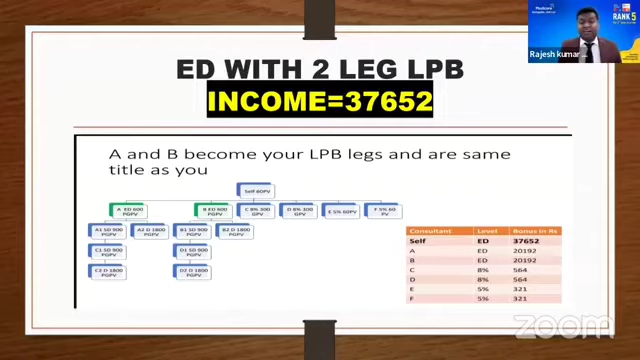 RANK 5
Rajesh kumar
ED WITH 2 LEG LPB
INCOME=37652
A and B become your LPB legs and are same
title as you
Self 60PV
A ED 600 PGPV
B ED 600 PGPV
C 8% 300 GPV
D 8% 300 GPV
E 5% 60PV
F 5% 60 PV
A1 SD 900 PGPV
A2 D 1800 PGPV
B1 SD 900 PGPV
B2 D 1800 PGPV
C1 SD 900 PGPV
D1 SD 900 PGPV
C2 D 1800 PGPV
D2 D 1800 PGPV
Consultant Level Bonus in Rs
Self ED 37652
A ED 20192
B ED 20192
C 8% 564
D 8% 564
E 5% 321
F 5% 321
zoom